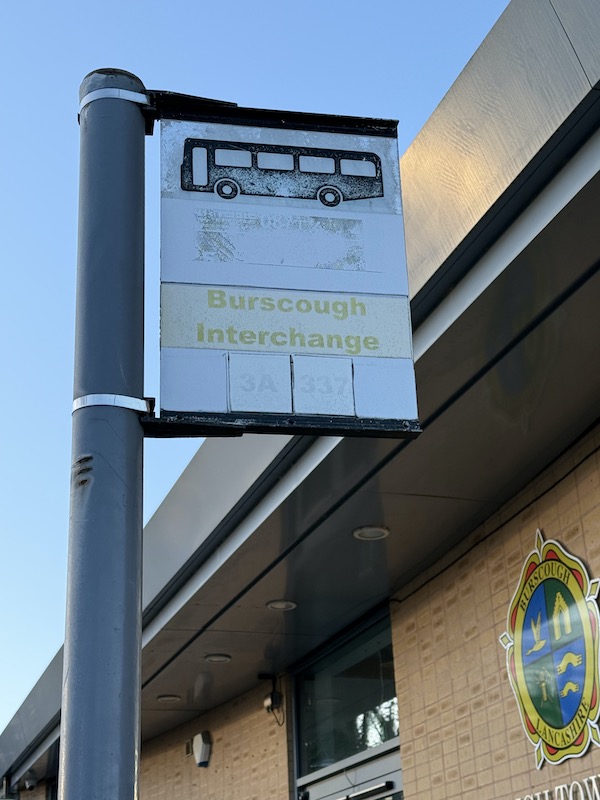 Burscough
Interchange
3A 337
BURSCOUGH
LANCASHIRE